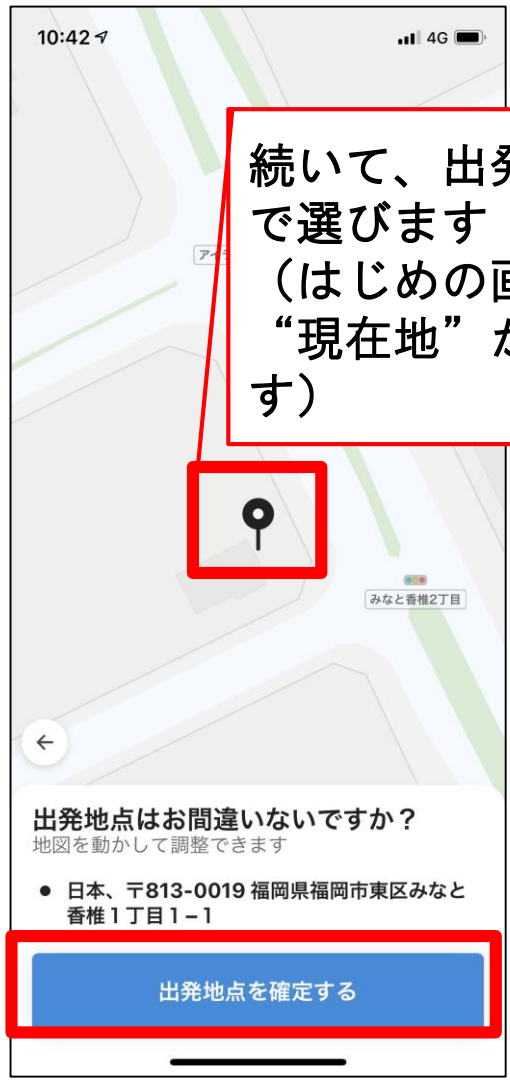 10:42
4G
続いて、出発
で選びます
（はじめの画
“現在地”が
す）
みなと香椎2丁目
出発地点はお間違いないですか？
地図を動かして調整できます
● 日本、〒813-0019 福岡県福岡市東区みなと
香椎１丁目１−１
出発地点を確定する